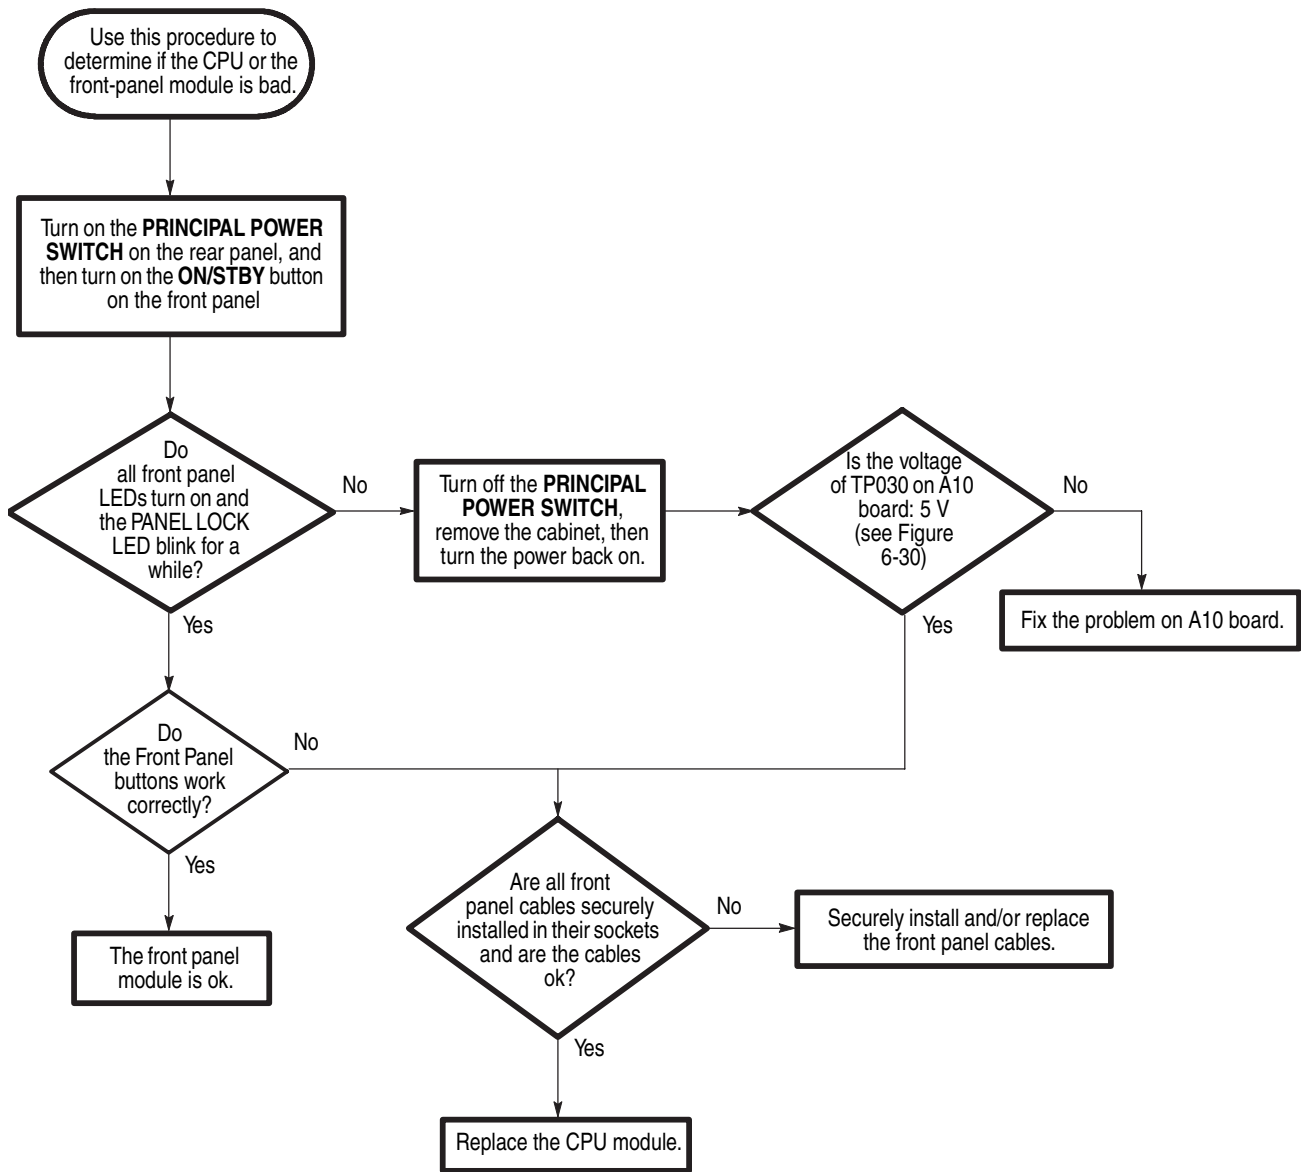 Use this procedure to
determine if the CPU or the
front-panel module is bad.
Turn on the PRINCIPAL POWER
SWITCH on the rear panel, and
then turn on the ON/STBY button
on the front panel
Do
all front panel
LEDs turn on and
the PANEL LOCK
LED blink for a
while?
No
Turn off the PRINCIPAL
POWER SWITCH,
remove the cabinet, then
turn the power back on.
Is the voltage
of TP030 on A10
board: 5 V
(see Figure
6-30)
No
Fix the problem on A10 board.
Yes
Yes
Do
the Front Panel
buttons work
correctly?
No
Yes
The front panel
module is ok.
Are all front
panel cables securely
installed in their sockets
and are the cables
ok?
No
Securely install and/or replace
the front panel cables.
Yes
Replace the CPU module.